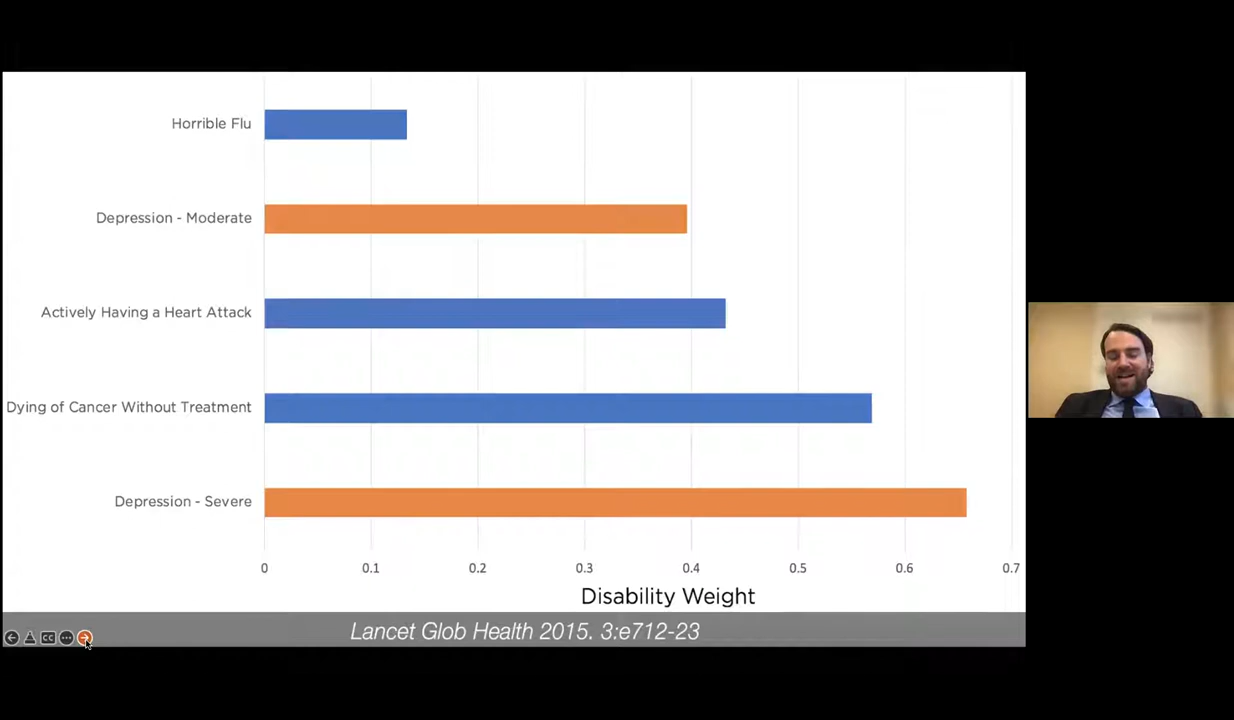 Horrible Flu
Depression - Moderate
Actively Having a Heart Attack
Dying of Cancer Without Treatment
Depression - Severe
0 0.1 0.2 0.3 0.4 0.5 0.6 0.7
Disability Weight
Lancet Glob Health 2015. 3:e712-23
CC